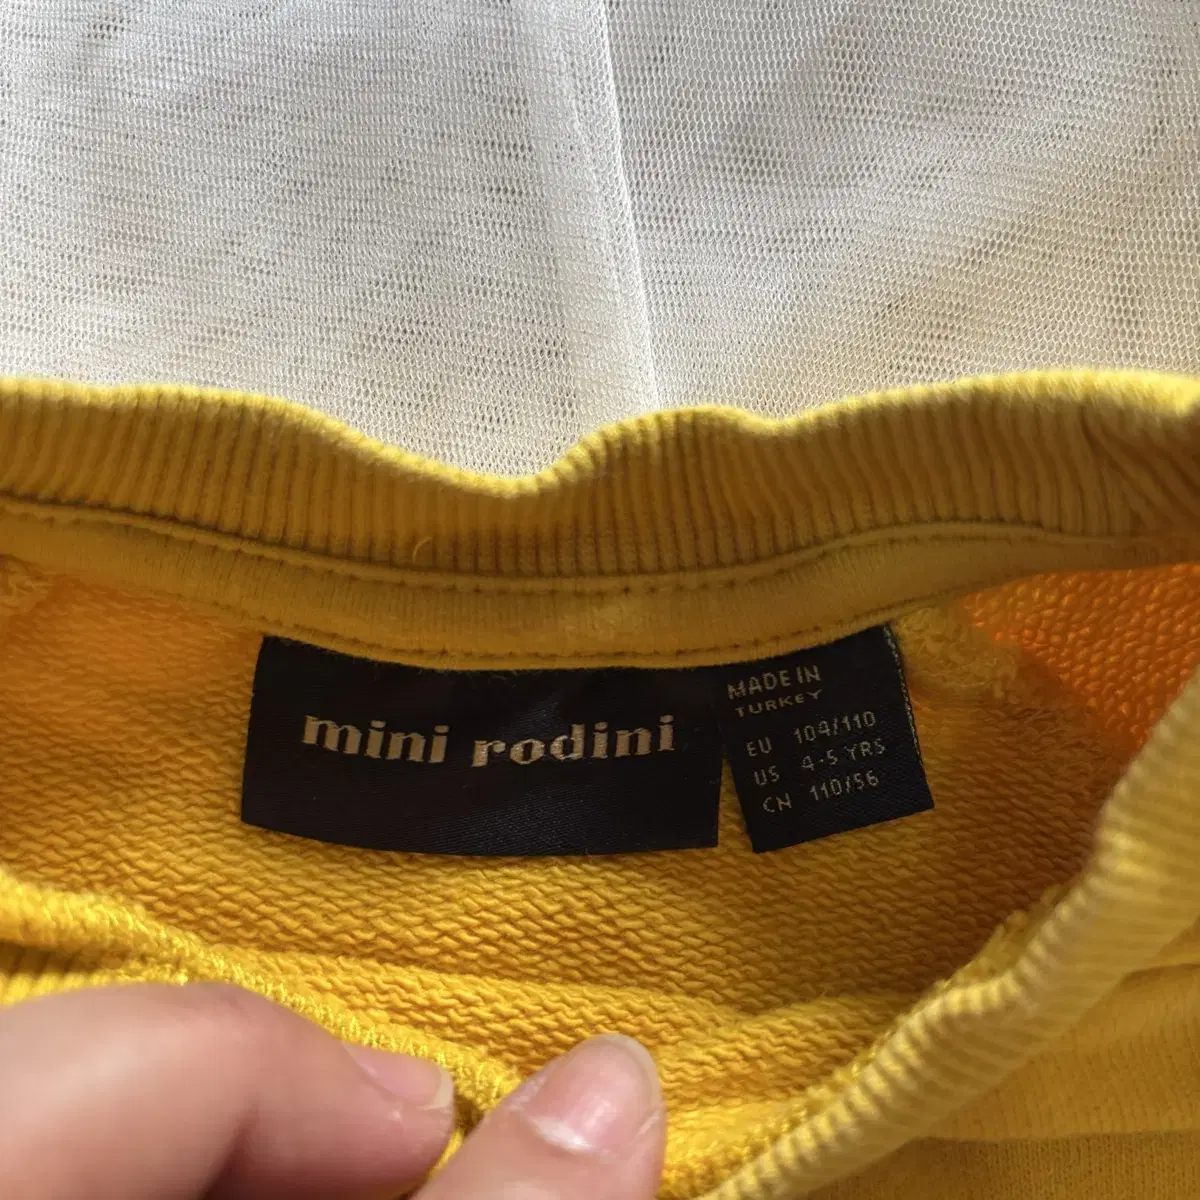 mini rodini
MADE IN
TURKEY
EU 104/110
US 4-5 YRS
CN 110/56